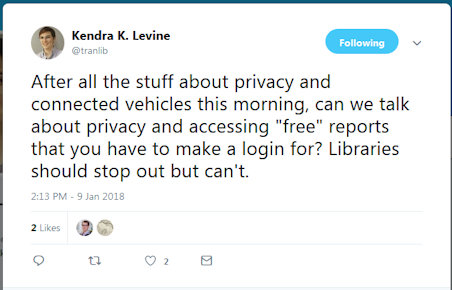 Kendra K. Levine
@tranlib
Following
After all the stuff about privacy and
connected vehicles this morning, can we talk
about privacy and accessing "free" reports
that you have to make a login for? Libraries
should stop out but can't.
2:13 PM - 9 Jan 2018
2 Likes
2